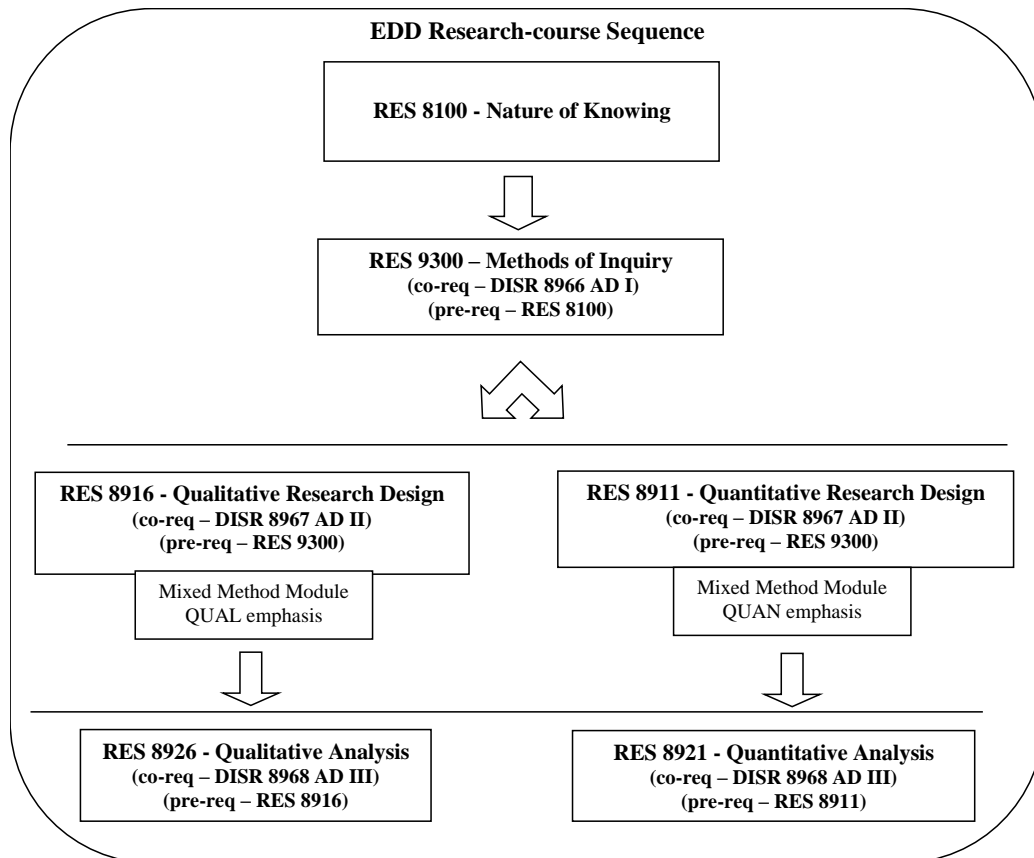 EDD Research-course Sequence
RES 8100 - Nature of Knowing
RES 9300 – Methods of Inquiry
(co-req – DISR 8966 AD I)
(pre-req – RES 8100)
RES 8916 - Qualitative Research Design
(co-req – DISR 8967 AD II)
(pre-req – RES 9300)
Mixed Method Module
QUAL emphasis
RES 8911 - Quantitative Research Design
(co-req – DISR 8967 AD II)
(pre-req – RES 9300)
Mixed Method Module
QUAN emphasis
RES 8926 - Qualitative Analysis
(co-req – DISR 8968 AD III)
(pre-req – RES 8916)
RES 8921 - Quantitative Analysis
(co-req – DISR 8968 AD III)
(pre-req – RES 8911)